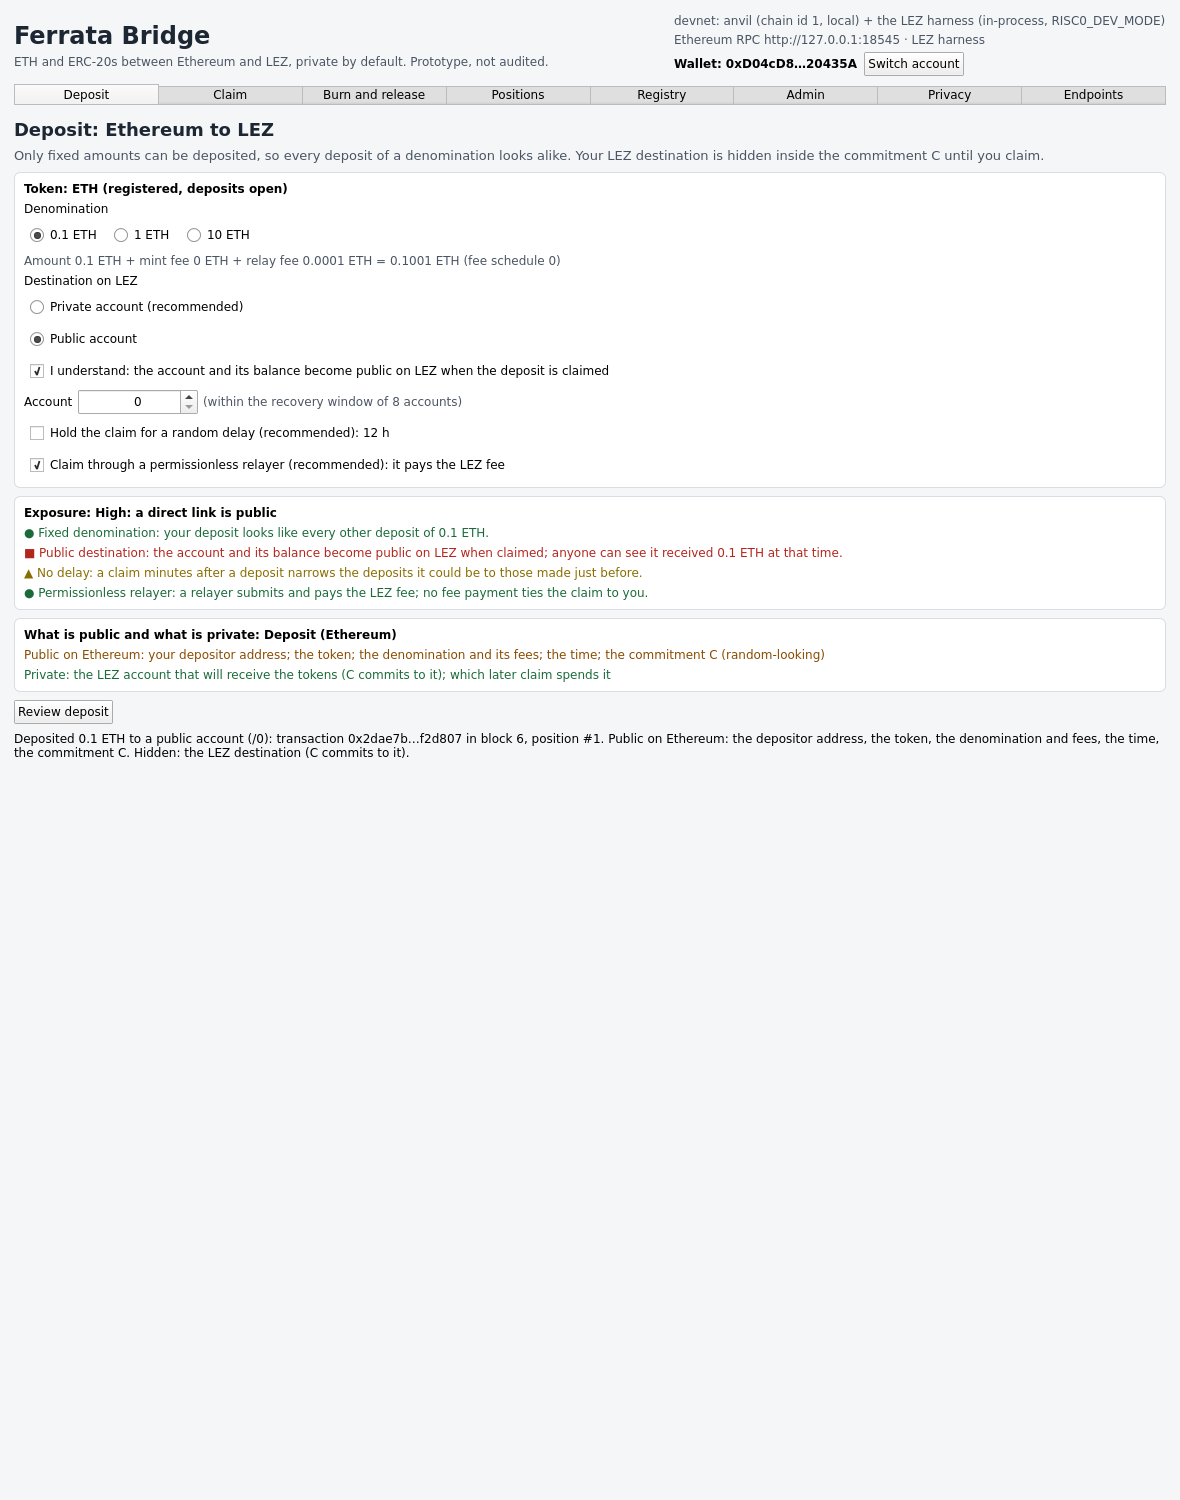 Ferrata Bridge
ETH and ERC-20s between Ethereum and LEZ, private by default. Prototype, not audited.
devnet: anvil (chain id 1, local) + the LEZ harness (in-process, RISC0_DEV_MODE)
Ethereum RPC http://127.0.0.1:18545 · LEZ harness
Wallet: 0xD04cD8…20435A Switch account
Deposit Claim Burn and release Positions Registry Admin Privacy Endpoints
Deposit: Ethereum to LEZ
Only fixed amounts can be deposited, so every deposit of a denomination looks alike. Your LEZ destination is hidden inside the commitment C until you claim.
Token: ETH (registered, deposits open)
Denomination
0.1 ETH 1 ETH 10 ETH
Amount 0.1 ETH + mint fee 0 ETH + relay fee 0.0001 ETH = 0.1001 ETH (fee schedule 0)
Destination on LEZ
Private account (recommended)
Public account
I understand: the account and its balance become public on LEZ when the deposit is claimed
Account 0 (within the recovery window of 8 accounts)
Hold the claim for a random delay (recommended): 12 h
Claim through a permissionless relayer (recommended): it pays the LEZ fee
Exposure: High: a direct link is public
● Fixed denomination: your deposit looks like every other deposit of 0.1 ETH.
■ Public destination: the account and its balance become public on LEZ when claimed; anyone can see it received 0.1 ETH at that time.
▲ No delay: a claim minutes after a deposit narrows the deposits it could be to those made just before.
● Permissionless relayer: a relayer submits and pays the LEZ fee; no fee payment ties the claim to you.
What is public and what is private: Deposit (Ethereum)
Public on Ethereum: your depositor address; the token; the denomination and its fees; the time; the commitment C (random-looking)
Private: the LEZ account that will receive the tokens (C commits to it); which later claim spends it
Review deposit
Deposited 0.1 ETH to a public account (/0): transaction 0x2dae7b…f2d807 in block 6, position #1. Public on Ethereum: the depositor address, the token, the denomination and fees, the time,
the commitment C. Hidden: the LEZ destination (C commits to it).